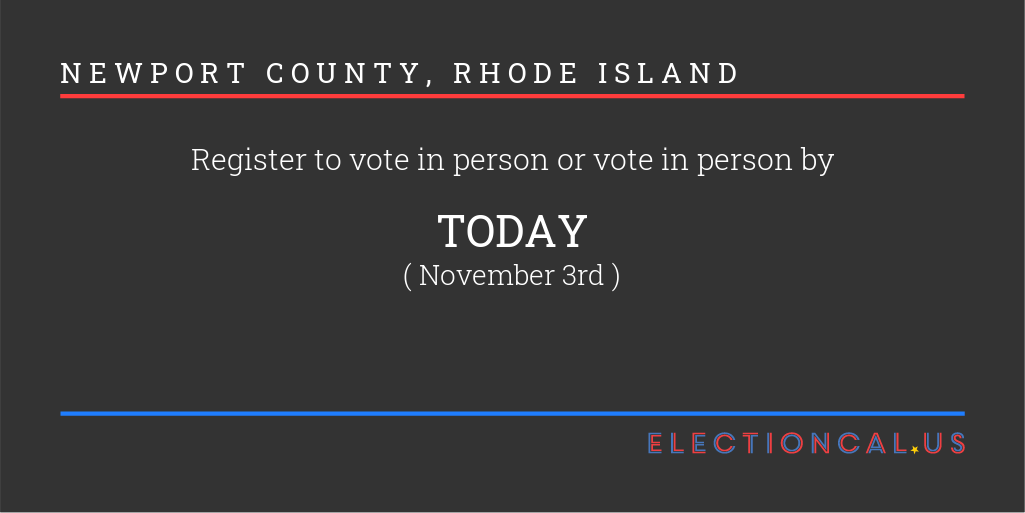 NEWPORT COUNTY, RHODE ISLAND
Register to vote in person or vote in person by
TODAY
( November 3rd )
ELECTIONCAL.US